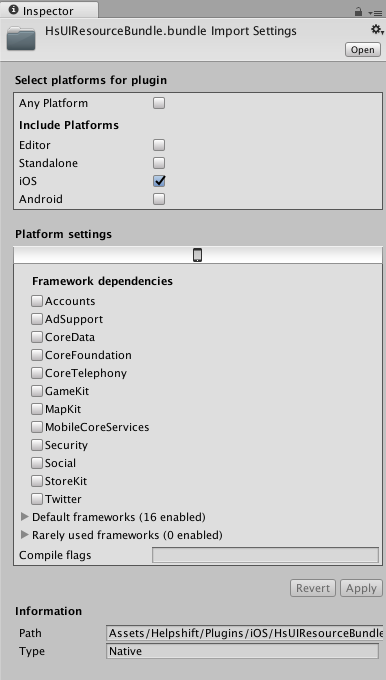 Inspector
HsUIResourceBundle.bundle Import Settings
Open
Select platforms for plugin
Any Platform
Include Platforms
Editor
Standalone
iOS
Android
Platform settings
Framework dependencies
Accounts
AdSupport
CoreData
CoreFoundation
CoreTelephony
GameKit
MapKit
MobileCoreServices
Security
Social
StoreKit
Twitter
Default frameworks (16 enabled)
Rarely used frameworks (0 enabled)
Compile flags
Revert Apply
Information
Path Assets/Helpshift/Plugins/iOS/HsUIResourceBundle
Type Native